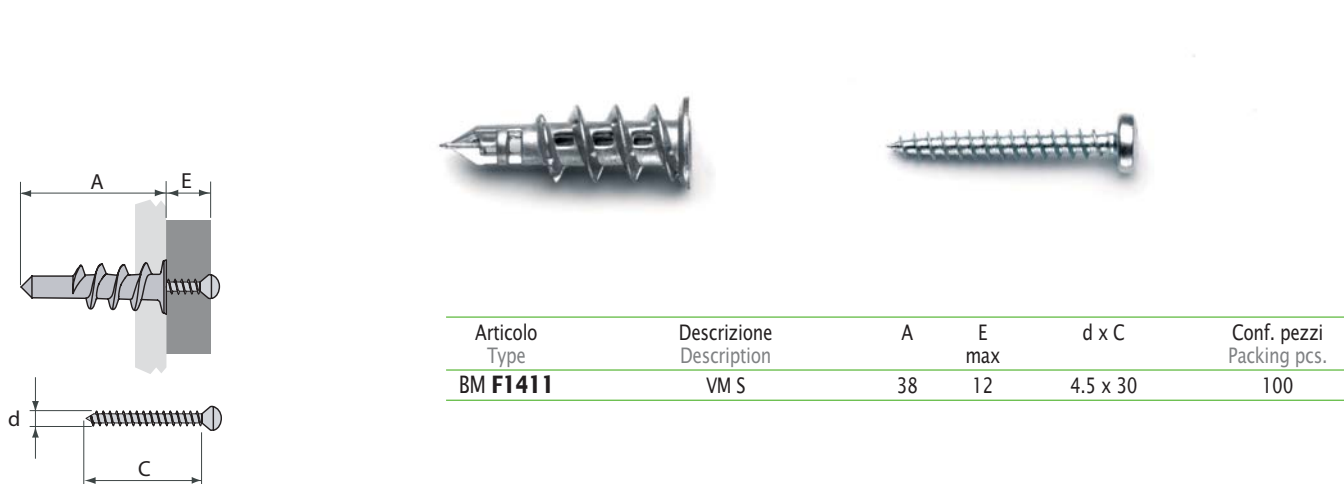 A E
d
C
Articolo Descrizione A E d x C Conf. pezzi
Type Description max Packing pcs.
BM F1411 VM S 38 12 4.5 x 30 100